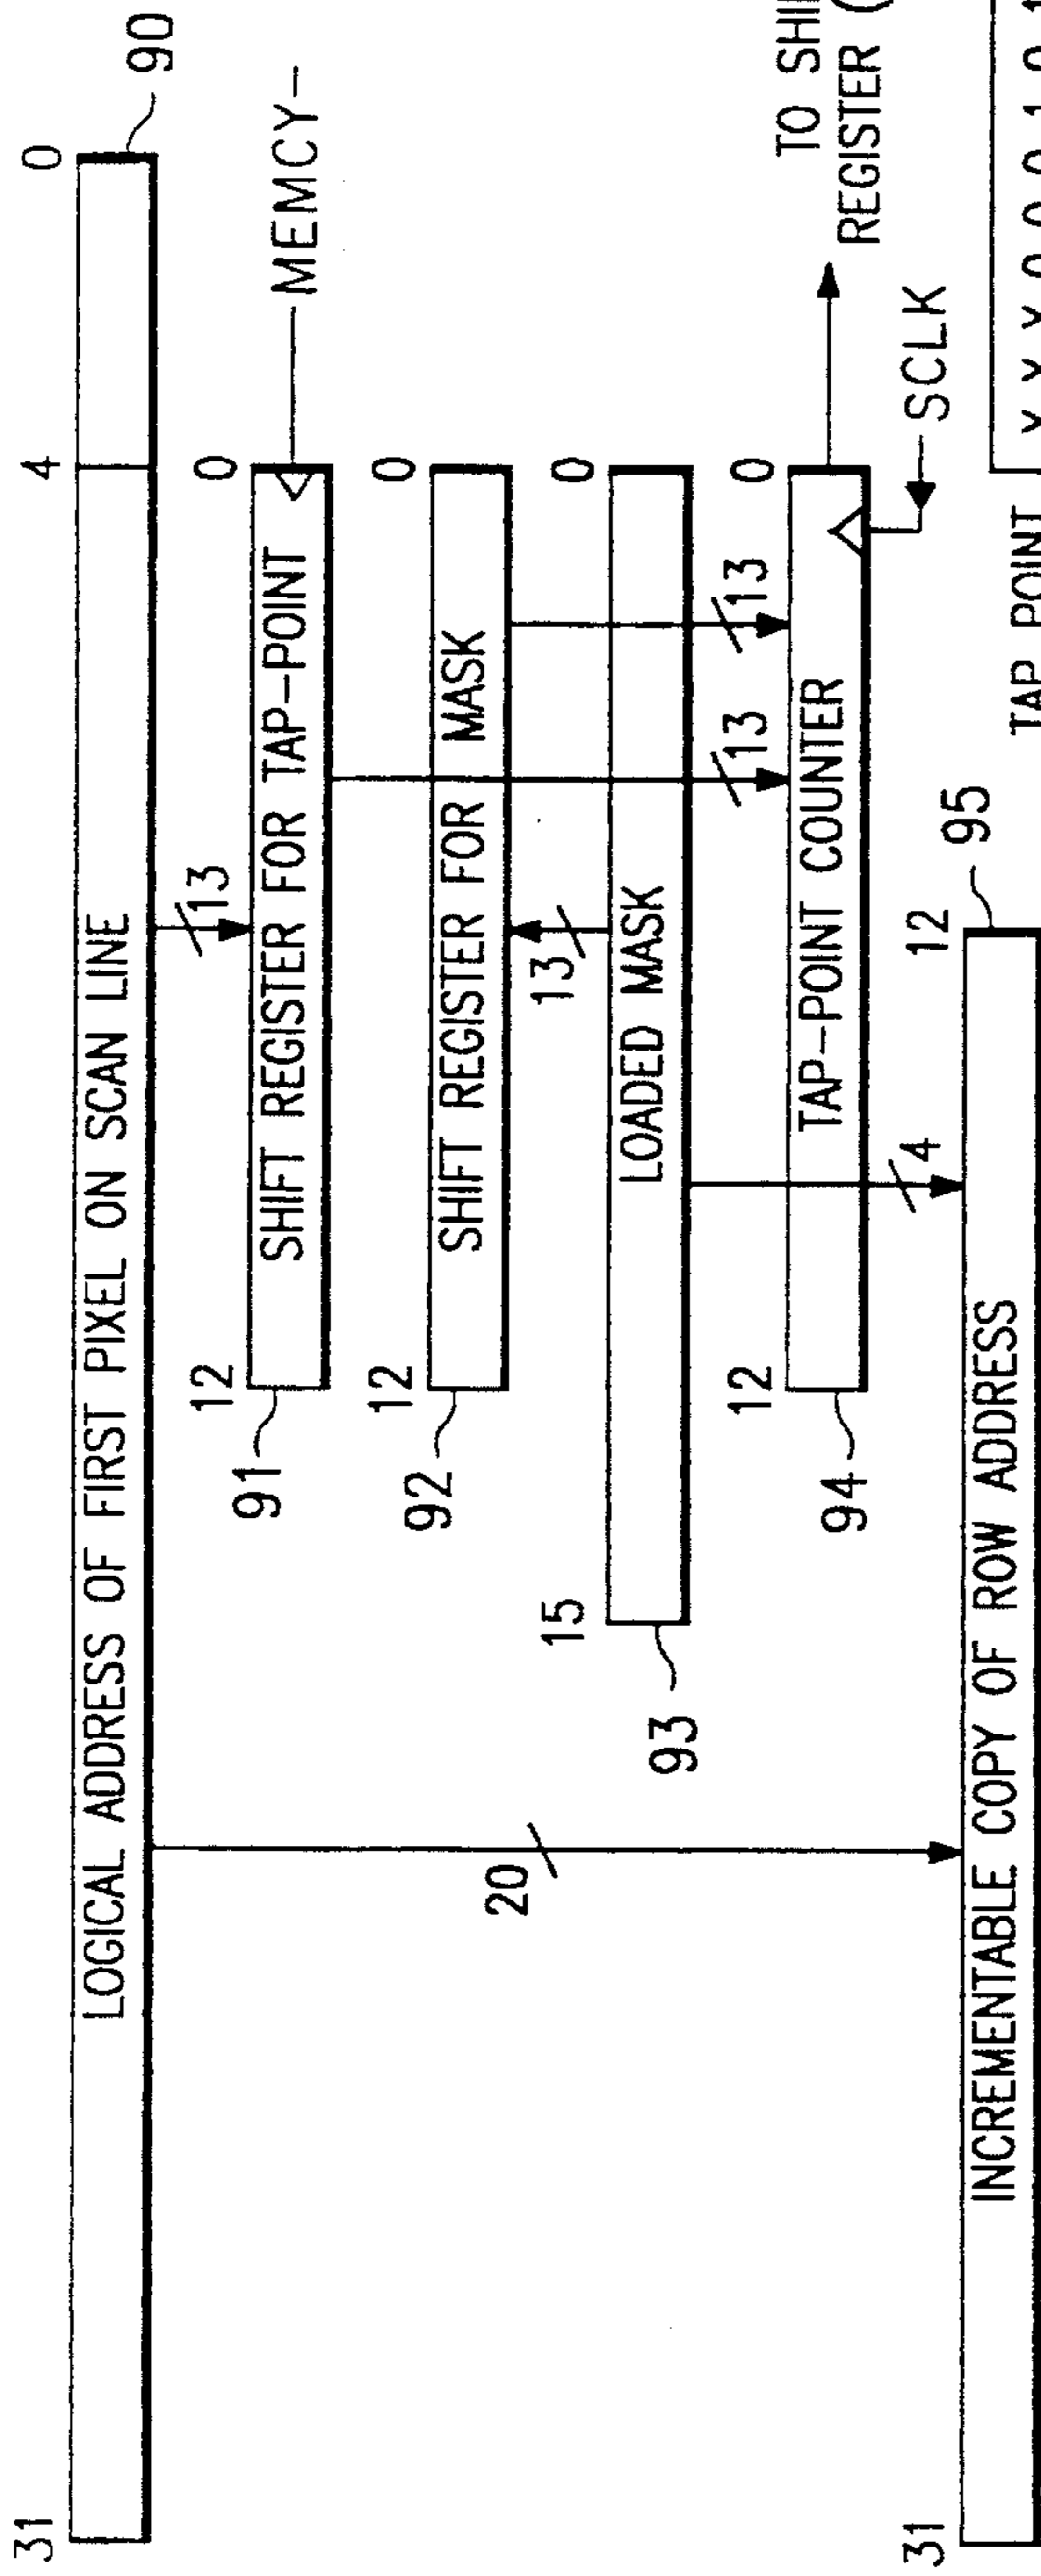 31
4
0
90
LOGICAL ADDRESS OF FIRST PIXEL ON SCAN LINE
13
12
0
91
SHIFT REGISTER FOR TAP-POINT
MEMCY-
12
0
92
SHIFT REGISTER FOR MASK
13
15
0
93
LOADED MASK
20
13
13
12
0
94
TAP-POINT COUNTER
TO
REGISTER (
SCLK
4
31
12
95
INCREMENTABLE COPY OF ROW ADDRESS
TAP POINT